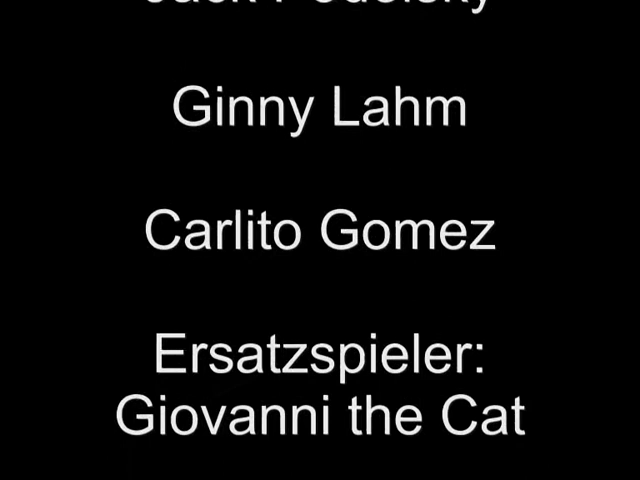 Ginny Lahm
Carlito Gomez
Ersatzspieler:
Giovanni the Cat